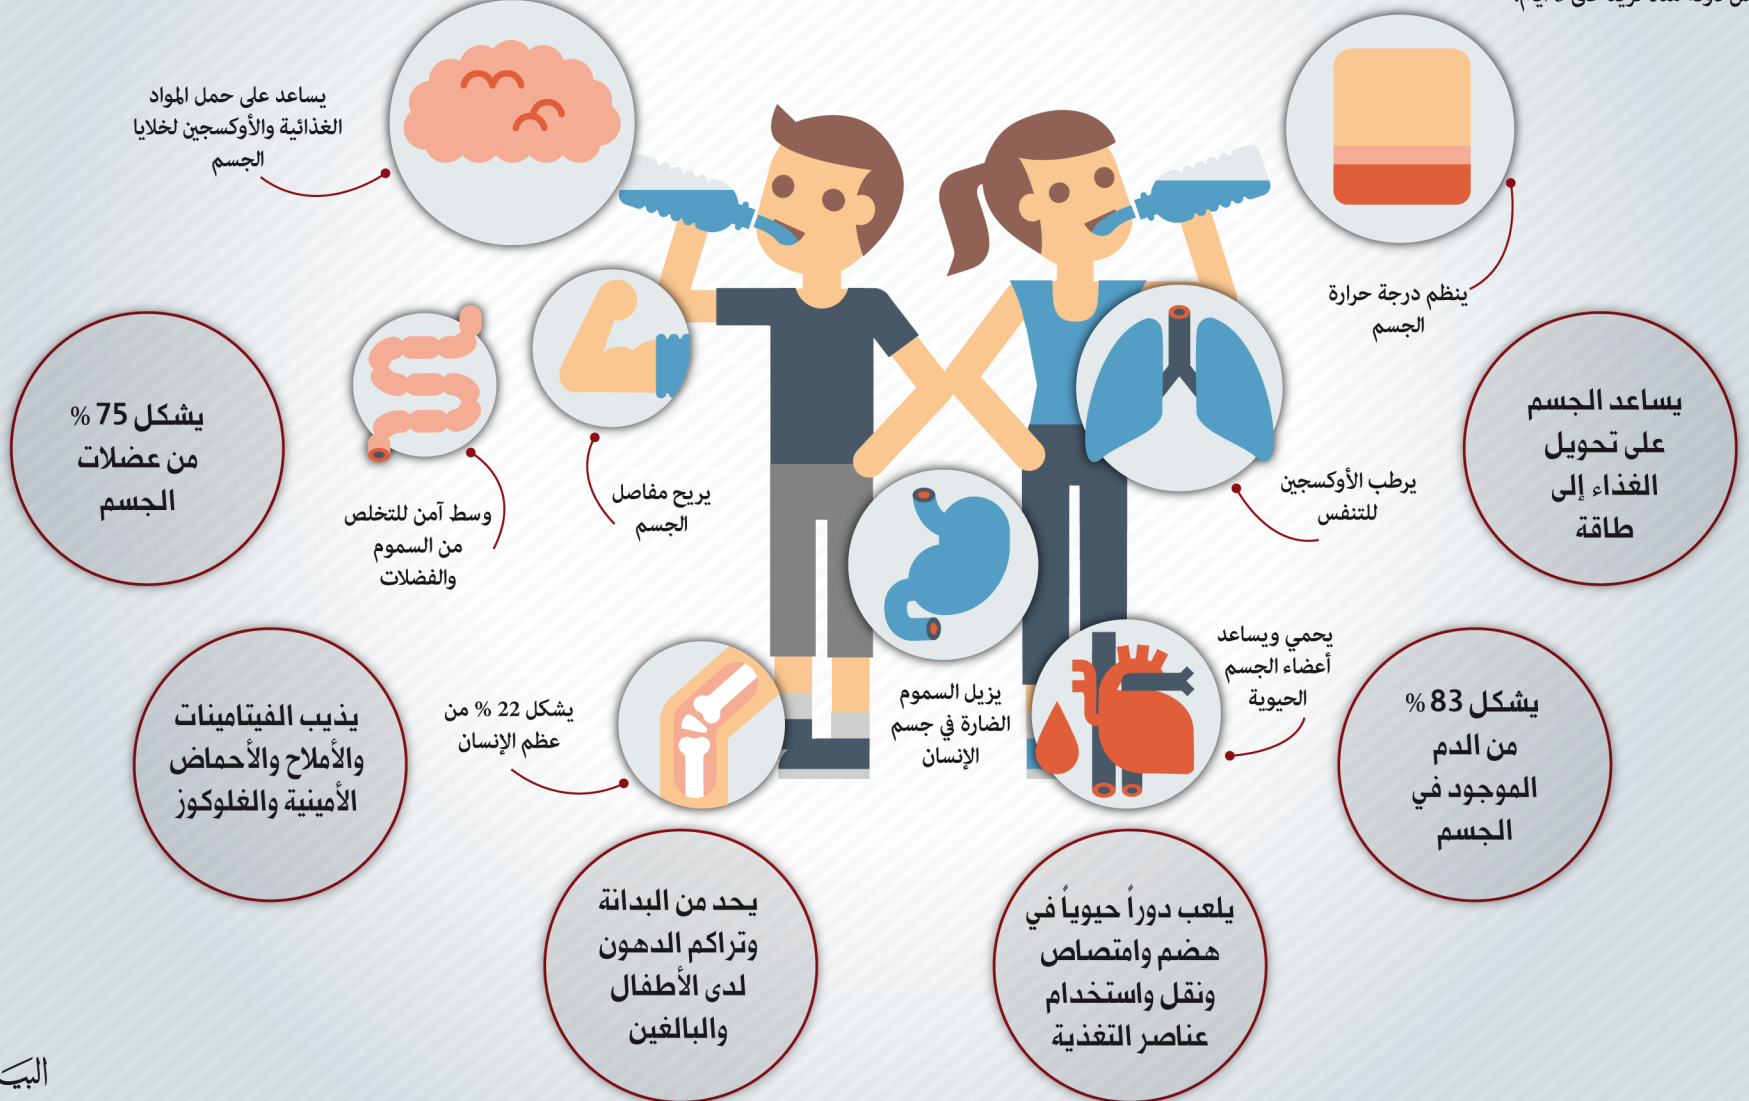 يساعد على حمل المواد
الغذائية والأوكسجين لخلايا
الجسم
ينظم درجة حرارة
الجسم
يساعد الجسم
على تحويل
الغذاء إلى
طاقة
يرطب الأوكسجين
للتنفس
يريح مفاصل
الجسم
وسط آمن للتخلص
من السموم
والفضلات
يشكل 75 %
من عضلات
الجسم
يشكل 83 %
من الدم
الموجود في
الجسم
يحمي ويساعد
أعضاء الجسم
الحيوية
يزيل السموم
الضارة في جسم
الإنسان
يشكل 22 % من
عظم الإنسان
يذيب الفيتامينات
والأملاح والأحماض
الأمينية والغلوكوز
يلعب دوراً حيوياً في
هضم وامتصاص
ونقل واستخدام
عناصر التغذية
يحد من البدانة
وتراكم الدهون
لدى الأطفال
والبالغين